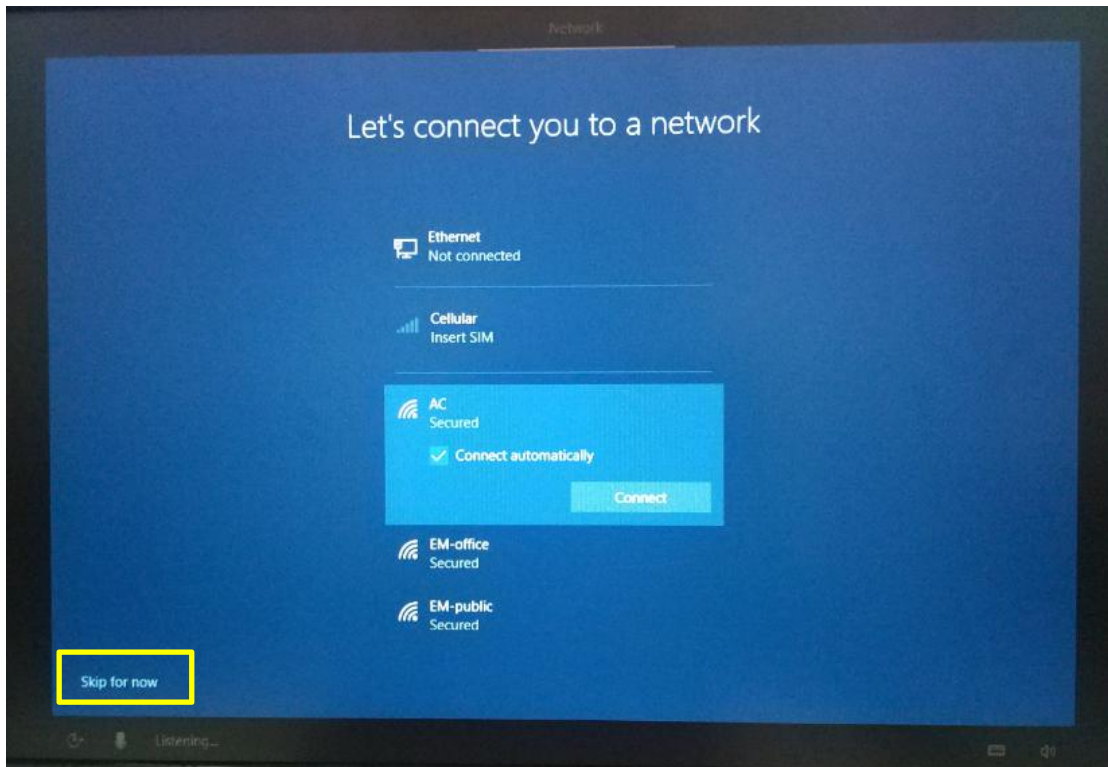 Network
Let's connect you to a network
Ethernet
Not connected
Cellular
Insert SIM
AC
Secured
Connect automatically
Connect
EM-office
Secured
EM-public
Secured
Skip for now
Listening...